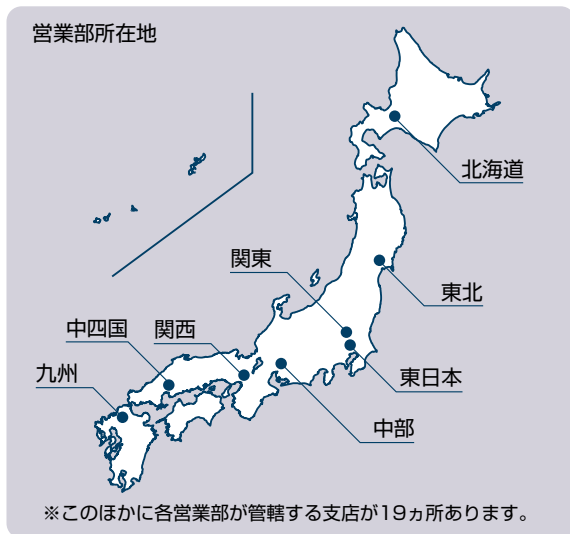 営業部所在地
北海道
関東
東北
中四国
関西
九州
東日本
中部
※このほかに各営業部が管轄する支店が19ヵ所あります。